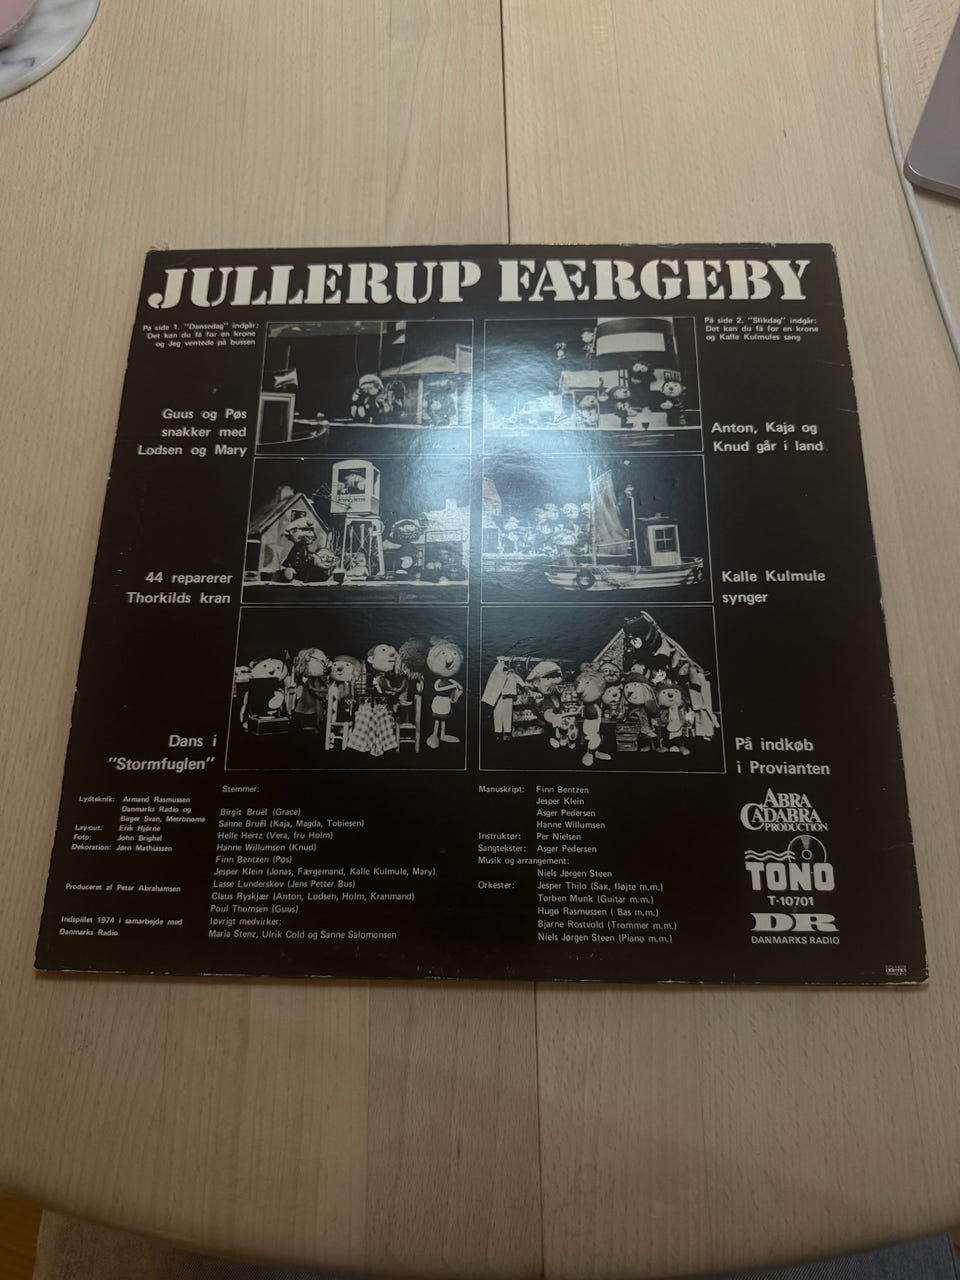 JULLERUP FÆRGEBY
På side 1. "Dansedag" indgår:
Det kan du få for en krone
og Jeg ventede på bussen
På side 2. "Slikdag" indgår:
Det kan du få for en krone
og Kalle Kulmules sang
Guus og Pøs
snakker med
Lodsen og Mary
Anton, Kaja og
Knud går i land
44 reparerer
Thorkilds kran
Kalle Kulmule
synger
Dans i
"Stormfuglen"
På indkøb
i Provianten
Lydteknik: Armand Rasmussen
Danmarks Radio og
Birger Svan, Metronome
Lay-out: Erik Hjørne
Foto: John Brighel
Dekoration: Jørn Mathiassen
Produceret af Peter Abrahamsen
Indspillet 1974 i samarbejde med
Danmarks Radio
Stemmer:
Birgit Bruël (Grace)
Sanne Bruël (Kaja, Magda, Tobiesen)
Helle Hertz (Vera, fru Holm)
Hanne Willumsen (Knud)
Finn Bentzen (Pøs)
Jesper Klein (Jonas, Færgemand, Kalle Kulmule, Mary)
Lasse Lunderskov (Jens Petter Bus)
Claus Ryskjær (Anton, Lodsen, Holm, Kranmand)
Poul Thomsen (Guus)
Iøvrigt medvirker:
Maria Stenz, Ulrik Cold og Sanne Salomonsen
Manuskript: Finn Bentzen
Jesper Klein
Asger Pedersen
Hanne Willumsen
Instruktør: Per Nielsen
Sangtekster: Asger Pedersen
Musik og arrangement:
Niels Jørgen Steen
Orkester: Jesper Thilo (Sax, fløjte m.m.)
Torben Munk (Guitar m.m.)
Hugo Rasmussen ( Bas m.m.)
Bjarne Rostvold (Trommer m.m.)
Niels Jørgen Steen (Piano m.m.)
ABRA
CADABRA
PRODUCTION
TONO
T-10701
DR
DANMARKS RADIO